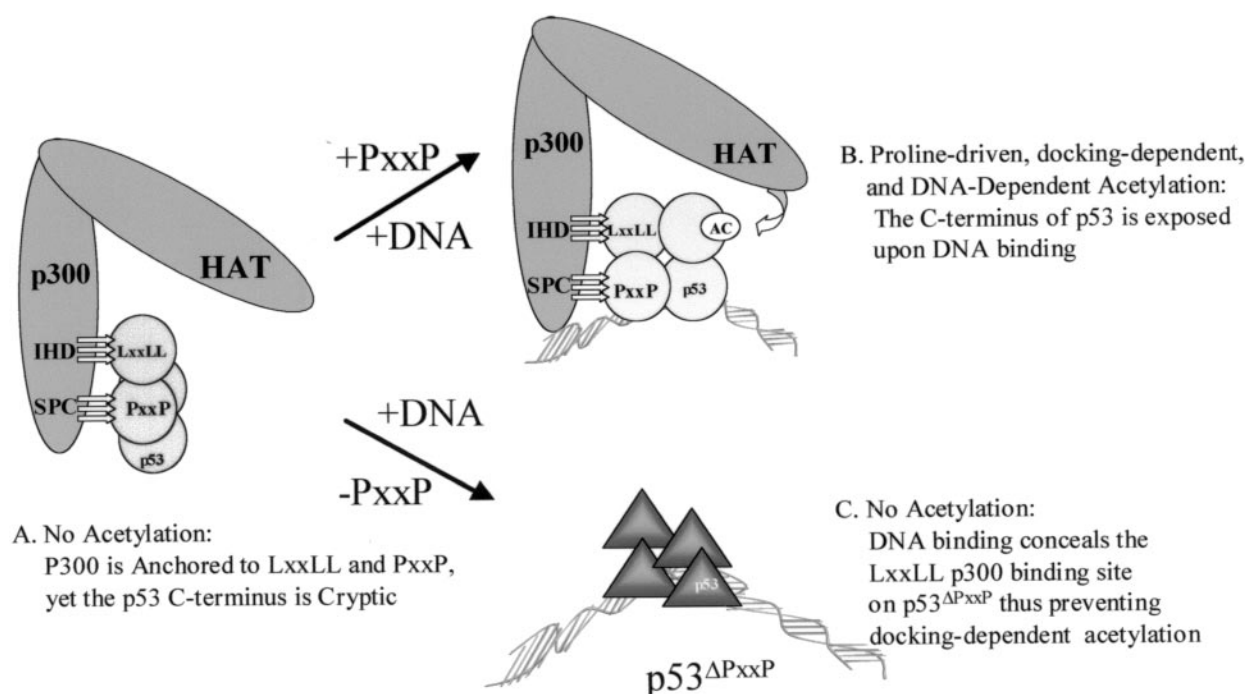 p300
HAT
IHD
LxxLL
SPC
PxxP
p53
A. No Acetylation:
P300 is Anchored to LxxLL and PxxP,
yet the p53 C-terminus is Cryptic
+PxxP
+DNA
p300
HAT
IHD
LxxLL
AC
SPC
PxxP
p53
B. Proline-driven, docking-dependent,
and DNA-Dependent Acetylation:
The C-terminus of p53 is exposed
upon DNA binding
+DNA
-PxxP
p53
p53ΔPxxP
C. No Acetylation:
DNA binding conceals the
LxxLL p300 binding site
on p53ΔPxxP thus preventing
docking-dependent acetylation